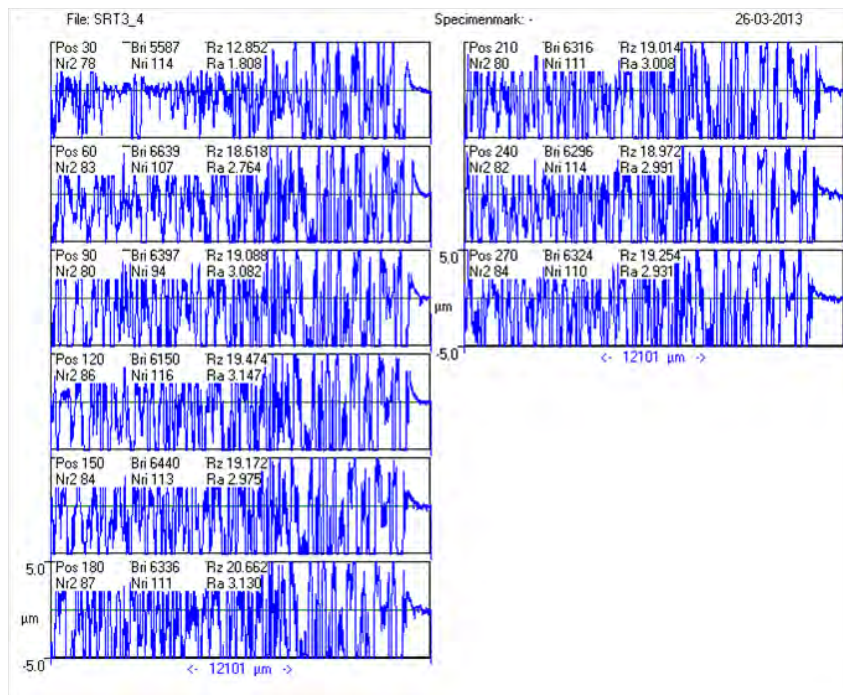 File: SRT3_4 Specimenmark: - 26-03-2013
Pos 30 Bri 5587 Rz 12.852
Nr2 78 Nri 114 Ra 1.808
Pos 60 Bri 6639 Rz 18.618
Nr2 83 Nri 107 Ra 2.764
Pos 90 Bri 6397 Rz 19.088
Nr2 80 Nri 94 Ra 3.082
Pos 120 Bri 6150 Rz 19.474
Nr2 86 Nri 116 Ra 3.147
Pos 150 Bri 6440 Rz 19.172
Nr2 84 Nri 113 Ra 2.975
5.0
Pos 180 Bri 6336 Rz 20.662
Nr2 87 Nri 111 Ra 3.130
µm
-5.0
<- 12101 µm ->
Pos 210 Bri 6316 Rz 19.014
Nr2 80 Nri 111 Ra 3.008
Pos 240 Bri 6296 Rz 18.972
Nr2 82 Nri 114 Ra 2.991
5.0
Pos 270 Bri 6324 Rz 19.254
Nr2 84 Nri 110 Ra 2.931
µm
-5.0
<- 12101 µm ->